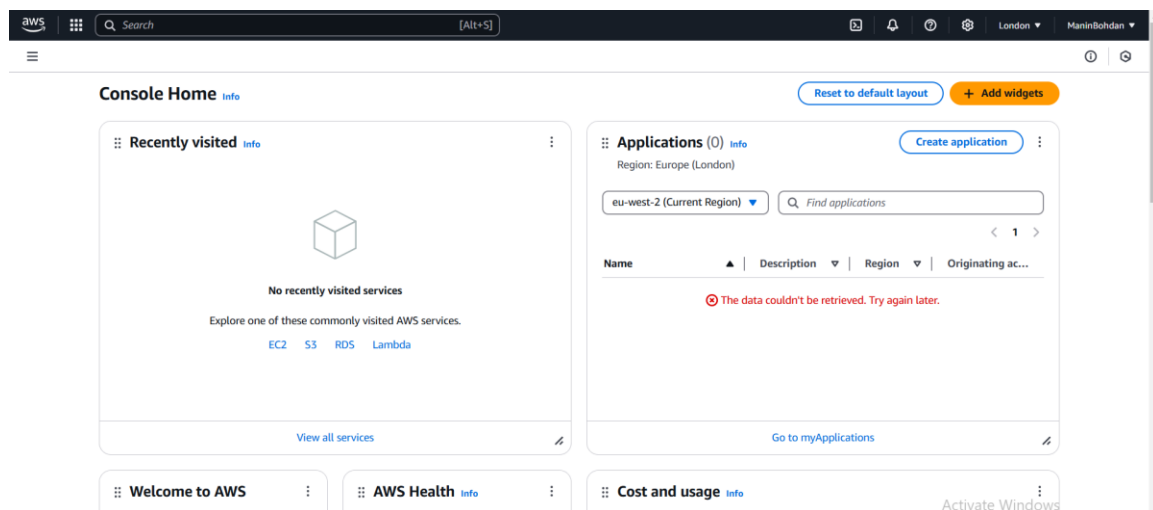 aws Search [Alt+S] London ▼ ManinBohdan ▼
Console Home Info Reset to default layout + Add widgets
Recently visited Info
No recently visited services
Explore one of these commonly visited AWS services.
EC2 S3 RDS Lambda
View all services
Applications (0) Info Create application
Region: Europe (London)
eu-west-2 (Current Region) ▼ Find applications
< 1 >
Name Description Region Originating ac...
The data couldn't be retrieved. Try again later.
Go to myApplications
Welcome to AWS
AWS Health Info
Cost and usage Info
Activate Windows